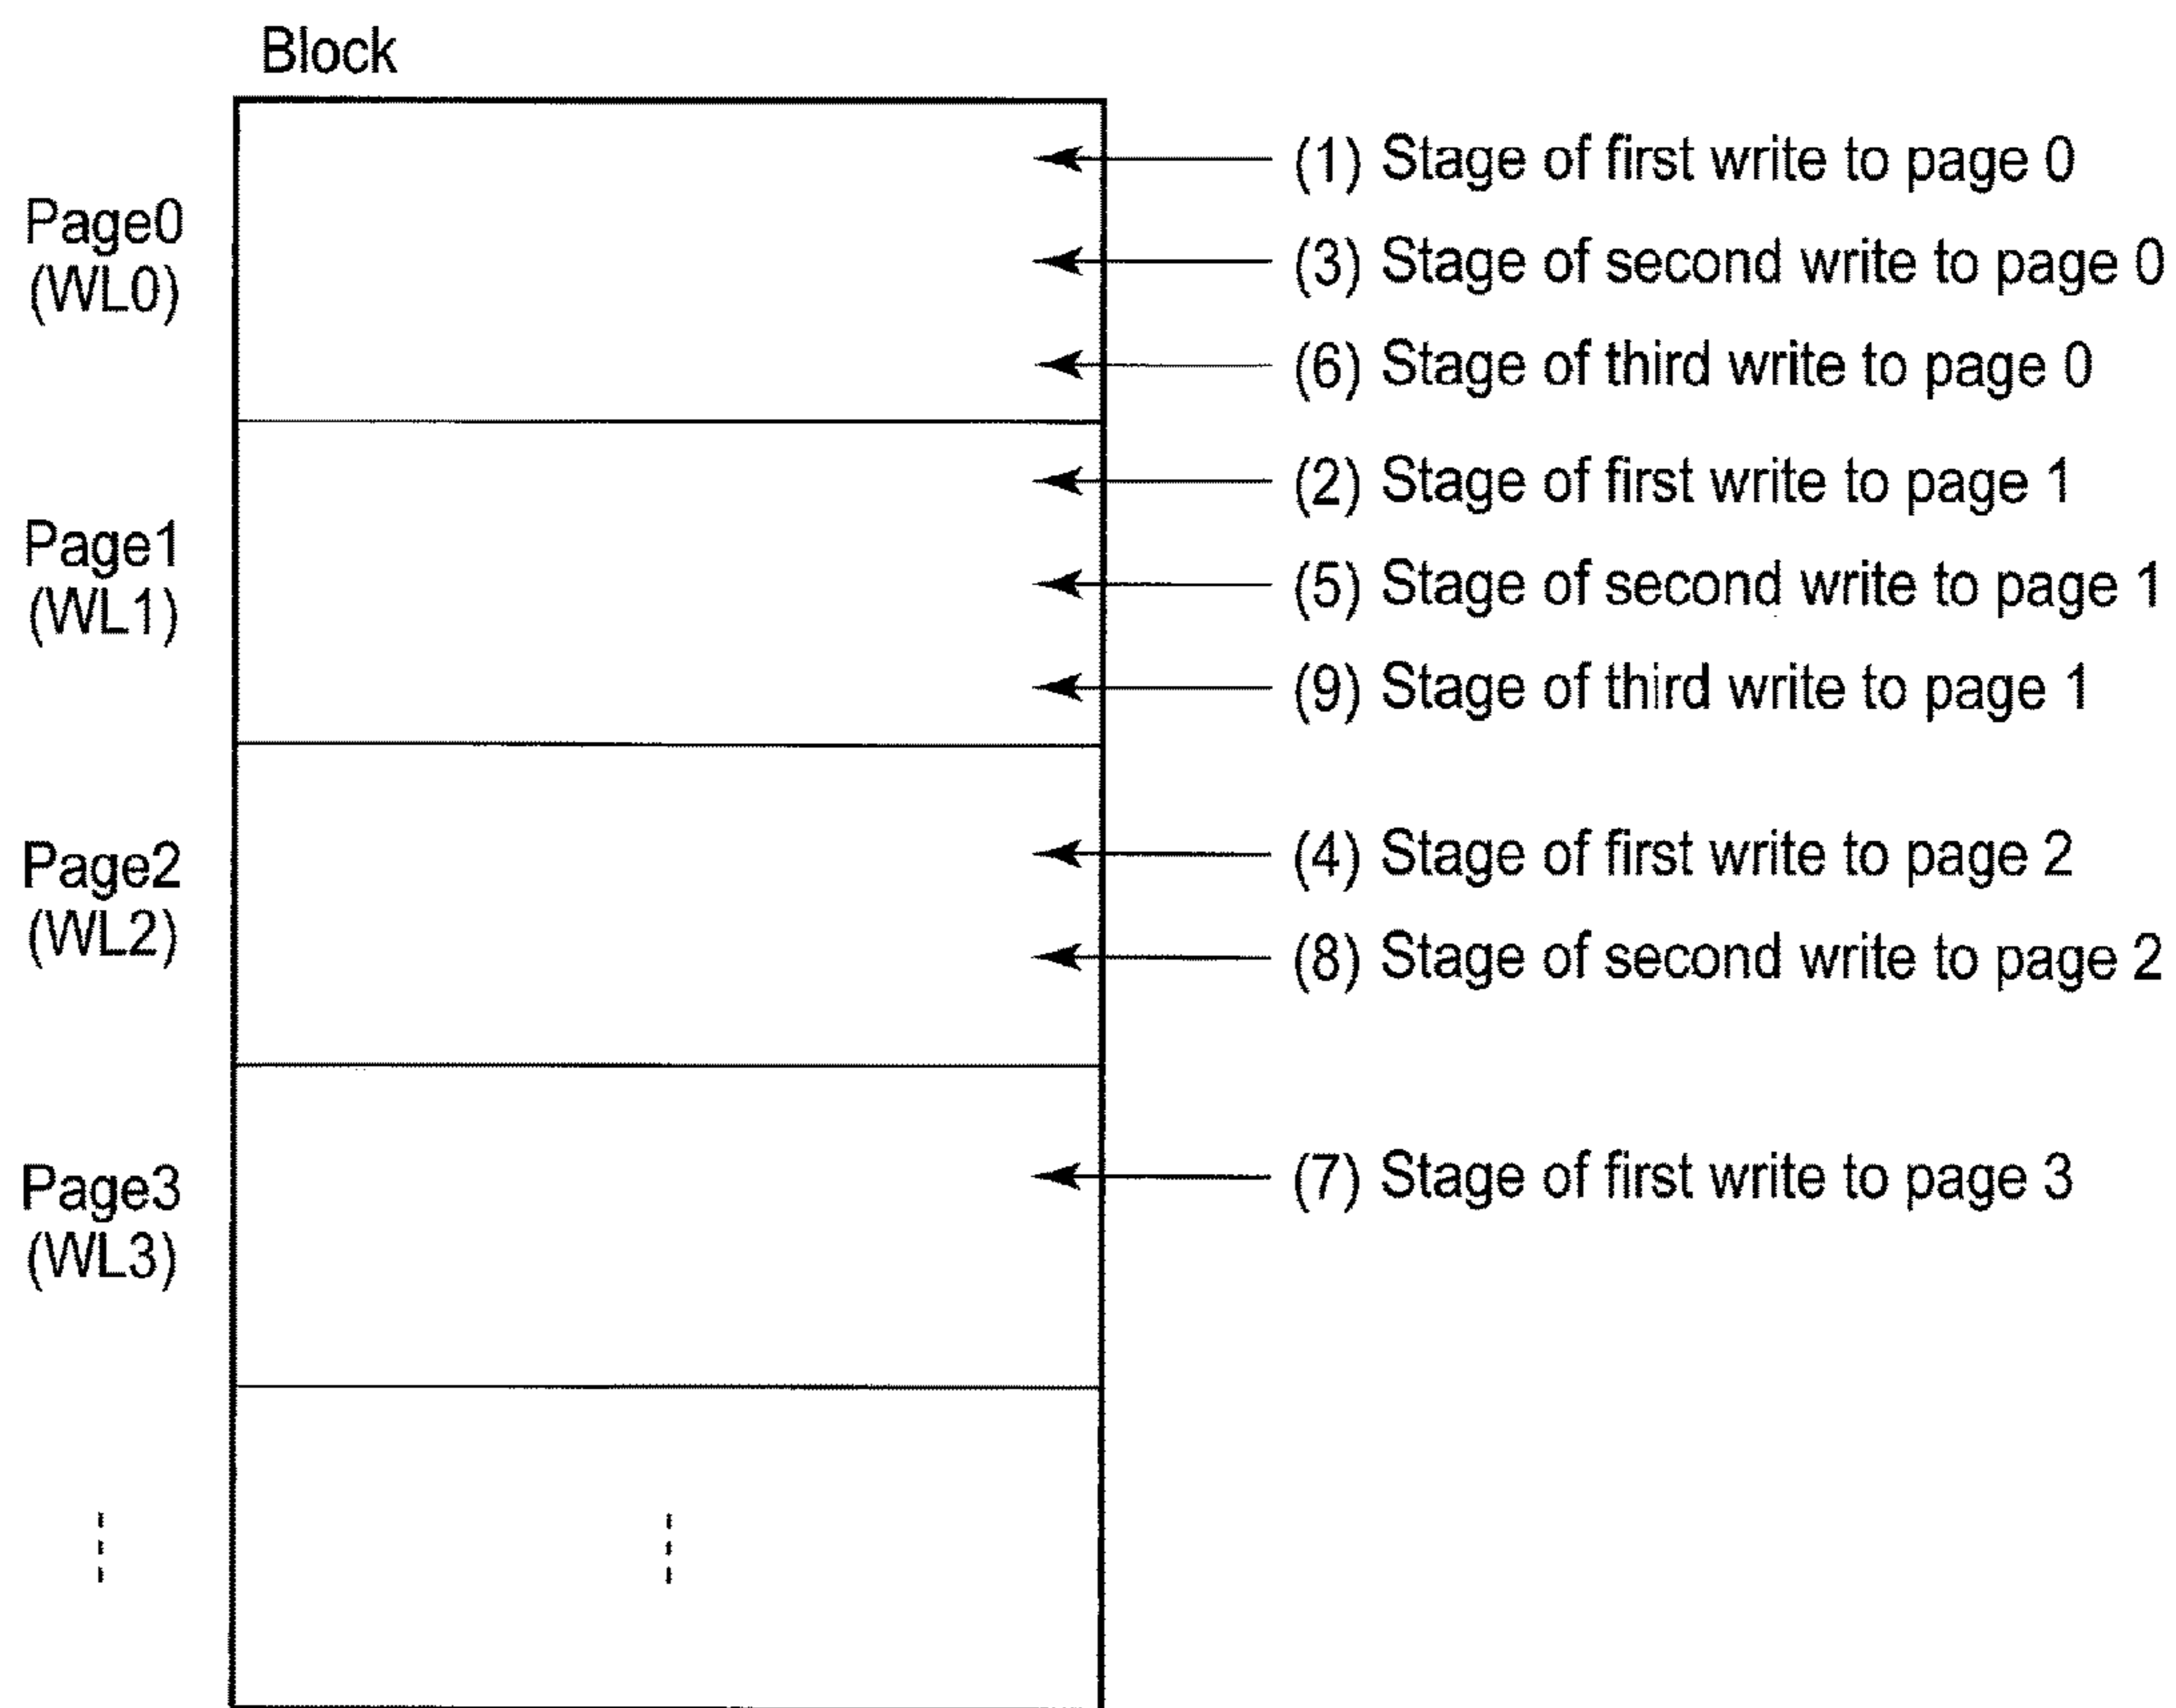 Block
Page0
(WL0)
(1) Stage of first write to page 0
(3) Stage of second write to page 0
(6) Stage of third write to page 0
Page1
(WL1)
(2) Stage of first write to page 1
(5) Stage of second write to page 1
(9) Stage of third write to page 1
Page2
(WL2)
(4) Stage of first write to page 2
(8) Stage of second write to page 2
Page3
(WL3)
(7) Stage of first write to page 3